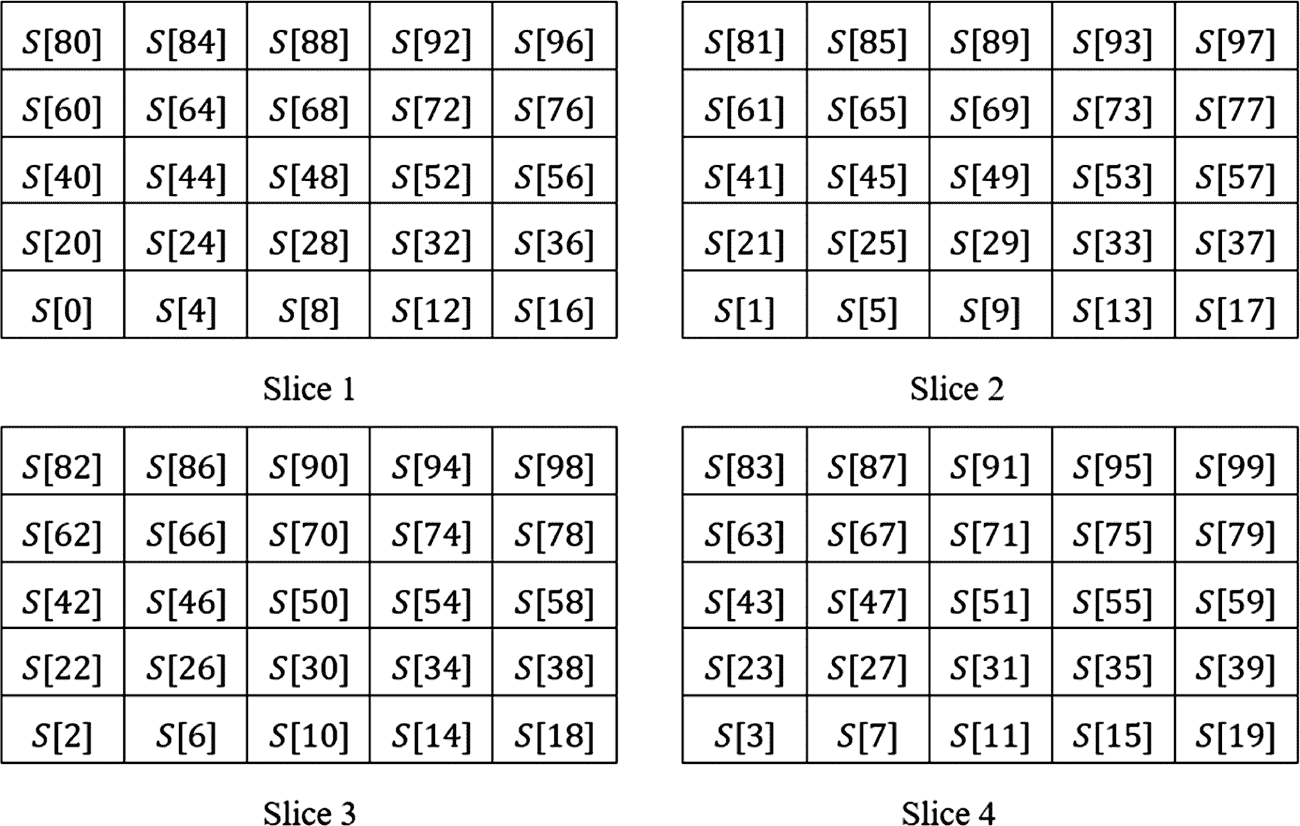 S[80] S[84] S[88] S[92] S[96]
S[60] S[64] S[68] S[72] S[76]
S[40] S[44] S[48] S[52] S[56]
S[20] S[24] S[28] S[32] S[36]
S[0] S[4] S[8] S[12] S[16]
Slice 1
S[81] S[85] S[89] S[93] S[97]
S[61] S[65] S[69] S[73] S[77]
S[41] S[45] S[49] S[53] S[57]
S[21] S[25] S[29] S[33] S[37]
S[1] S[5] S[9] S[13] S[17]
Slice 2
S[82] S[86] S[90] S[94] S[98]
S[62] S[66] S[70] S[74] S[78]
S[42] S[46] S[50] S[54] S[58]
S[22] S[26] S[30] S[34] S[38]
S[2] S[6] S[10] S[14] S[18]
Slice 3
S[83] S[87] S[91] S[95] S[99]
S[63] S[67] S[71] S[75] S[79]
S[43] S[47] S[51] S[55] S[59]
S[23] S[27] S[31] S[35] S[39]
S[3] S[7] S[11] S[15] S[19]
Slice 4